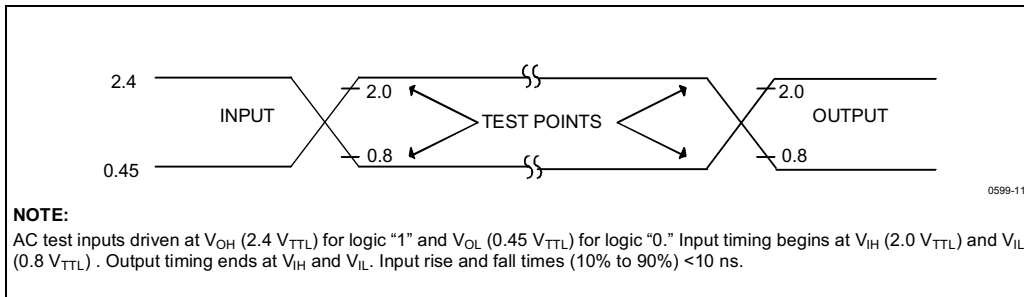 2.4
2.0
2.0
INPUT
TEST POINTS
OUTPUT
0.8
0.8
0.45
0599-11
NOTE:
AC test inputs driven at VOH (2.4 VTTL) for logic “1” and VOL (0.45 VTTL) for logic “0.” Input timing begins at VIH (2.0 VTTL) and VIL
(0.8 VTTL) . Output timing ends at VIH and VIL. Input rise and fall times (10% to 90%) <10 ns.